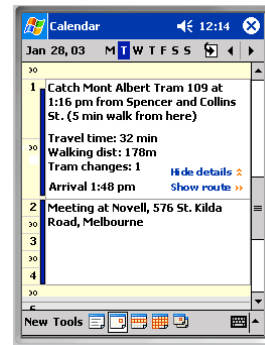 Calendar 12:14
Jan 28, 03 M T W T F S S
30
1 Catch Mont Albert Tram 109 at
1:16 pm from Spencer and Collins
St. (5 min walk from here)
Travel time: 32 min
30 Walking dist: 178m
Tram changes: 1 Hide details
Arrival 1:48 pm Show route »
2 Meeting at Novell, 576 St. Kilda
30 Road, Melbourne
3
30
4
30
New Tools